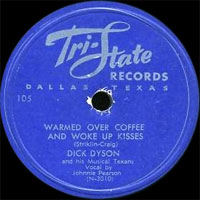 Tri-State
RECORDS
DALLAS, TEXAS
105
WARMED OVER COFFEE
AND WOKE UP KISSES
(Striklin-Craig)
DICK DYSON
and his Musical Texans
Vocal by
Johnnie Pearson
(N-3310)